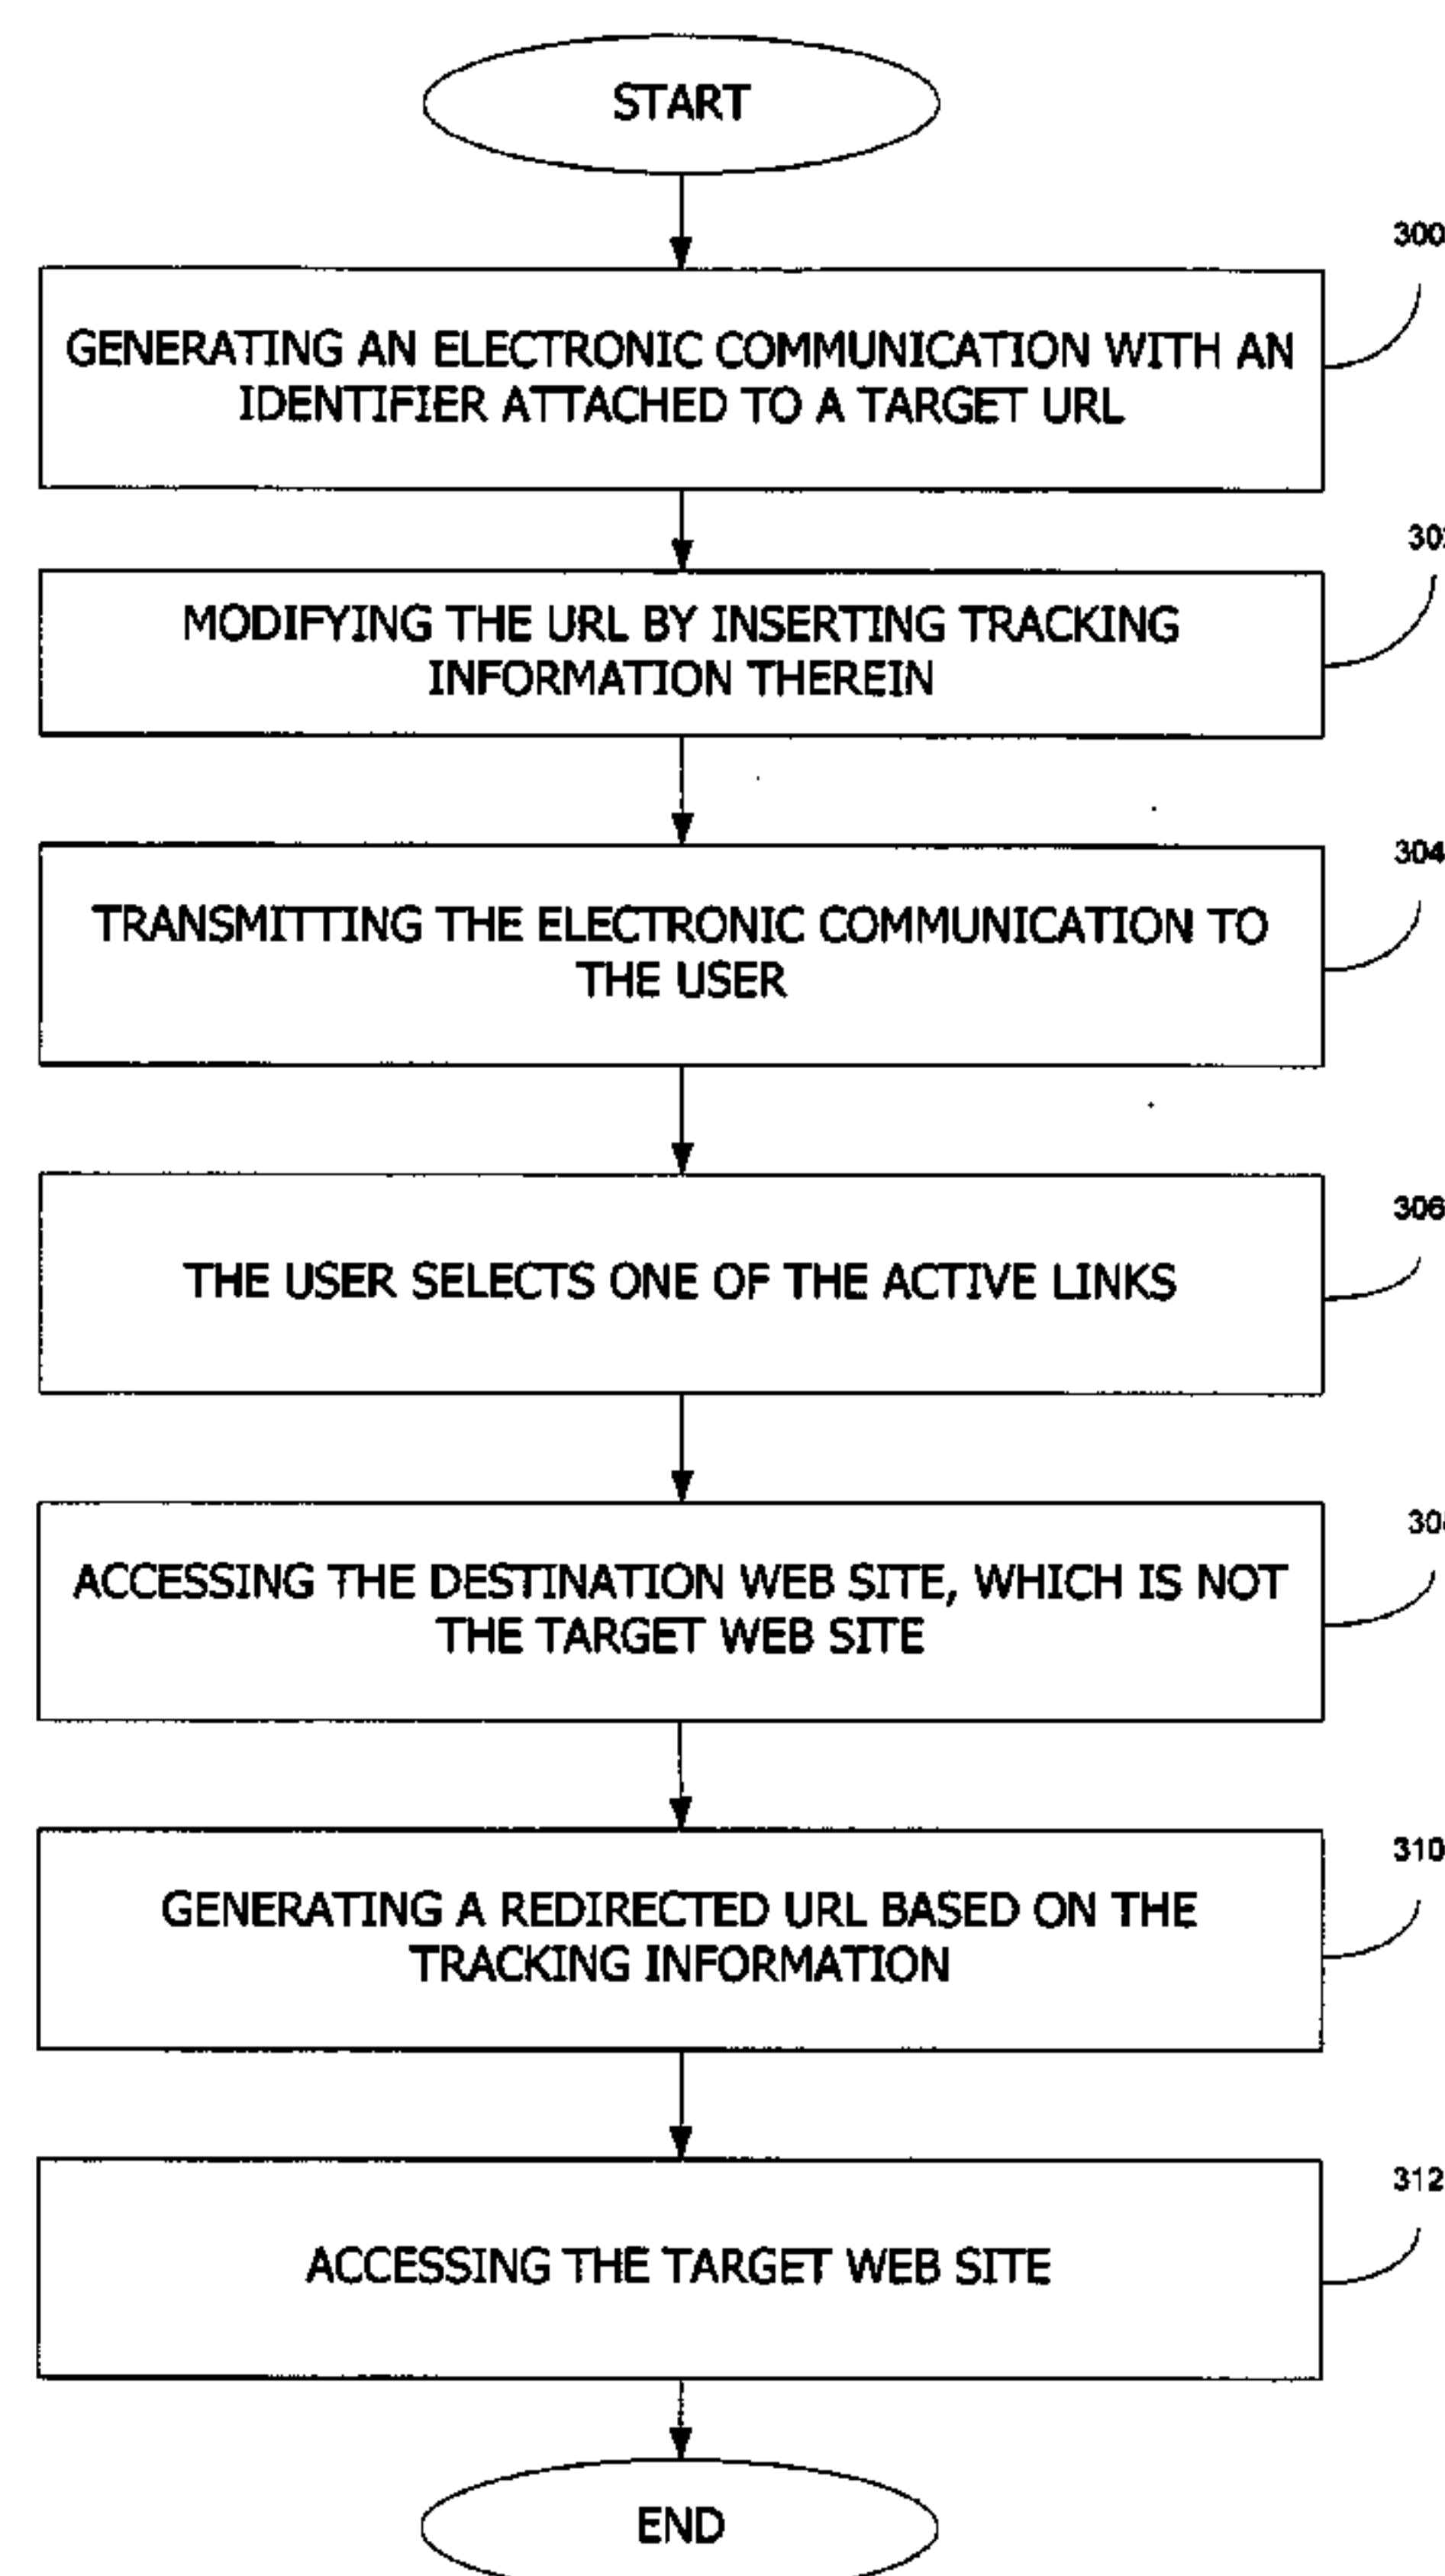 START
300
GENERATING AN ELECTRONIC COMMUNICATION WITH AN
IDENTIFIER ATTACHED TO A TARGET URL
MODIFYING THE URL BY INSERTING TRACKING
INFORMATION THEREIN
304
TRANSMITTING THE ELECTRONIC COMMUNICATION TO
THE USER
306
THE USER SELECTS ONE OF THE ACTIVE LINKS
ACCESSING THE DESTINATION WEB SITE, WHICH IS NOT
THE TARGET WEB SITE
310
GENERATING A REDIRECTED URL BASED ON THE
TRACKING INFORMATION
312
ACCESSING THE TARGET WEB SITE
END